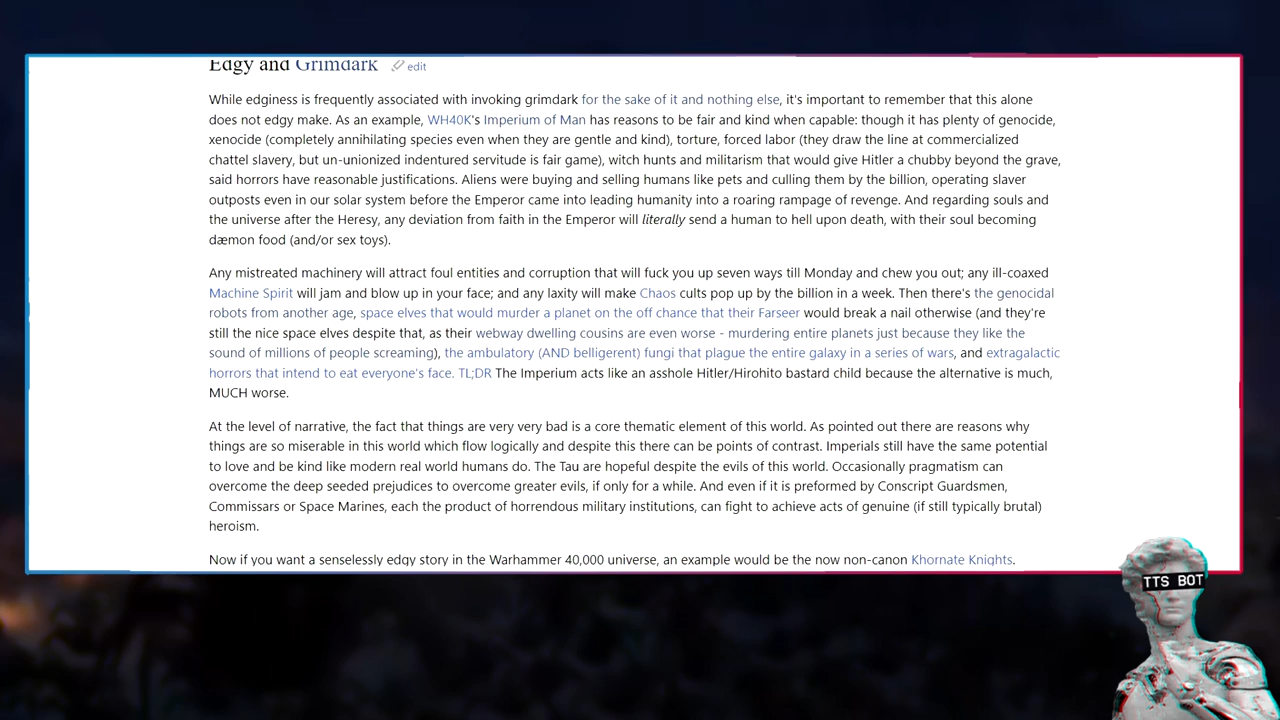 Edgy and Grimdark edit
While edginess is frequently associated with invoking grimdark for the sake of it and nothing else, it's important to remember that this alone
does not edgy make. As an example, WH40K's Imperium of Man has reasons to be fair and kind when capable: though it has plenty of genocide,
xenocide (completely annihilating species even when they are gentle and kind), torture, forced labor (they draw the line at commercialized
chattel slavery, but un-unionized indentured servitude is fair game), witch hunts and militarism that would give Hitler a chubby beyond the grave,
said horrors have reasonable justifications. Aliens were buying and selling humans like pets and culling them by the billion, operating slaver
outposts even in our solar system before the Emperor came into leading humanity into a roaring rampage of revenge. And regarding souls and
the universe after the Heresy, any deviation from faith in the Emperor will literally send a human to hell upon death, with their soul becoming
dæmon food (and/or sex toys).
Any mistreated machinery will attract foul entities and corruption that will fuck you up seven ways till Monday and chew you out; any ill-coaxed
Machine Spirit will jam and blow up in your face; and any laxity will make Chaos cults pop up by the billion in a week. Then there's the genocidal
robots from another age, space elves that would murder a planet on the off chance that their Farseer would break a nail otherwise (and they're
still the nice space elves despite that, as their webway dwelling cousins are even worse - murdering entire planets just because they like the
sound of millions of people screaming), the ambulatory (AND belligerent) fungi that plague the entire galaxy in a series of wars, and extragalactic
horrors that intend to eat everyone's face. TL;DR The Imperium acts like an asshole Hitler/Hirohito bastard child because the alternative is much,
MUCH worse.
At the level of narrative, the fact that things are very very bad is a core thematic element of this world. As pointed out there are reasons why
things are so miserable in this world which flow logically and despite this there can be points of contrast. Imperials still have the same potential
to love and be kind like modern real world humans do. The Tau are hopeful despite the evils of this world. Occasionally pragmatism can
overcome the deep seeded prejudices to overcome greater evils, if only for a while. And even if it is preformed by Conscript Guardsmen,
Commissars or Space Marines, each the product of horrendous military institutions, can fight to achieve acts of genuine (if still typically brutal)
heroism.
Now if you want a senselessly edgy story in the Warhammer 40,000 universe, an example would be the now non-canon Khornate Knights.
TTS BOT